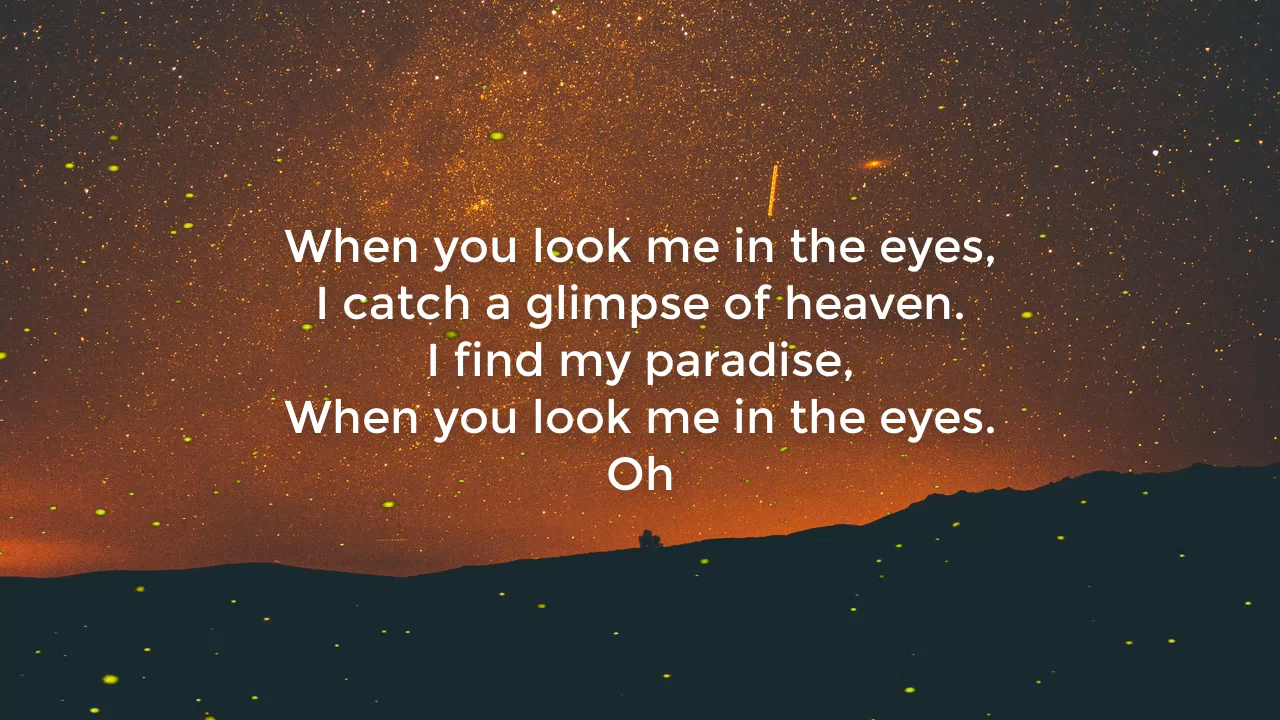 When you look me in the eyes,
I catch a glimpse of heaven.
I find my paradise,
When you look me in the eyes.
Oh